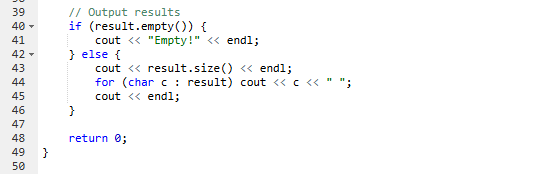 39 // Output results
40 if (result.empty()) {
41 cout << "Empty!" << endl;
42 } else {
43 cout << result.size() << endl;
44 for (char c : result) cout << c << " ";
45 cout << endl;
46 }
47
48 return 0;
49 }
50